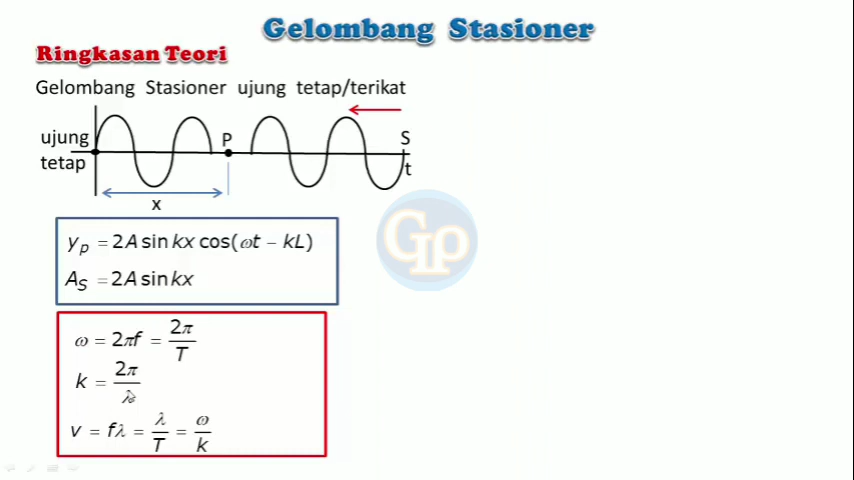 Gelombang Stasioner
Ringkasan Teori
Gelombang Stasioner ujung tetap/terikat
ujung
tetap
P
S
t
x
GIP
y_P = 2A sin kx cos(ωt − kL)
A_S = 2A sin kx
ω = 2πf = 2π/T
k = 2π/λ
v = fλ = λ/T = ω/k